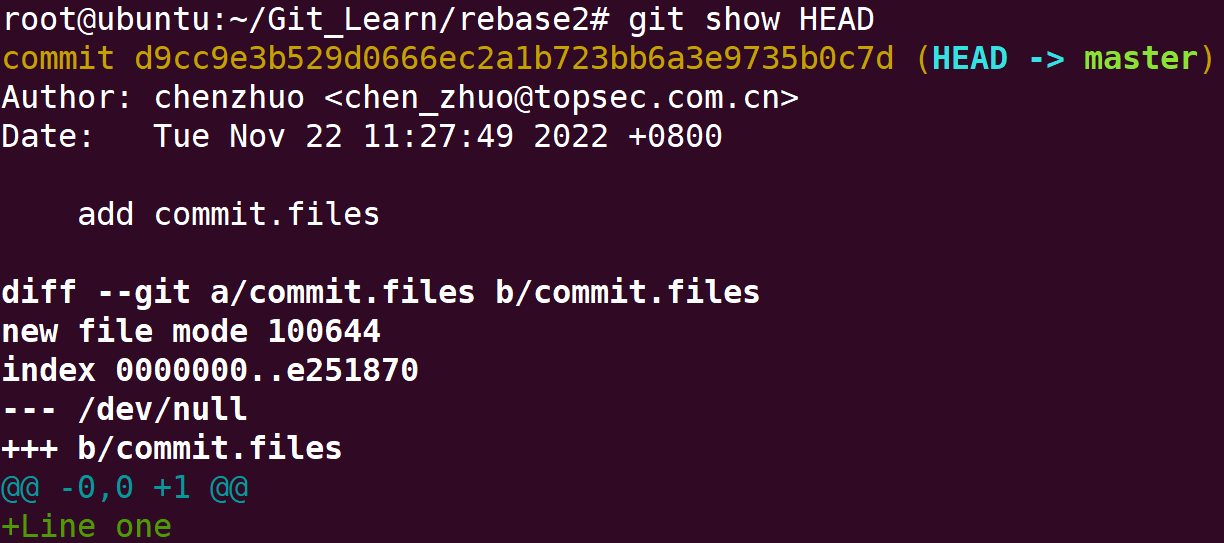 root@ubuntu:~/Git_Learn/rebase2# git show HEAD
commit d9cc9e3b529d0666ec2a1b723bb6a3e9735b0c7d (HEAD -> master)
Author: chenzhuo <chen_zhuo@topsec.com.cn>
Date:   Tue Nov 22 11:27:49 2022 +0800
    add commit.files
diff --git a/commit.files b/commit.files
new file mode 100644
index 0000000..e251870
--- /dev/null
+++ b/commit.files
@@ -0,0 +1 @@
+Line one